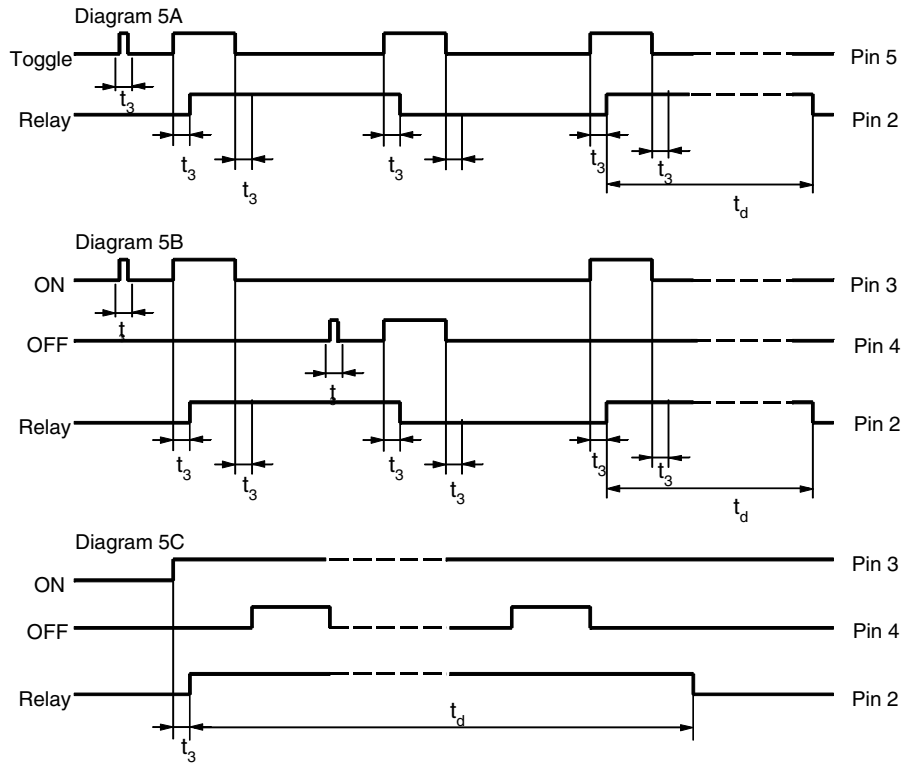 Diagram 5A
Toggle Pin 5
t3
Relay Pin 2
t3 t3 t3
t3 t3
td
Diagram 5B
ON Pin 3
t
OFF Pin 4
t
Relay Pin 2
t3 t3
t3 t3 t3
td
Diagram 5C
ON Pin 3
OFF Pin 4
Relay Pin 2
td
t3